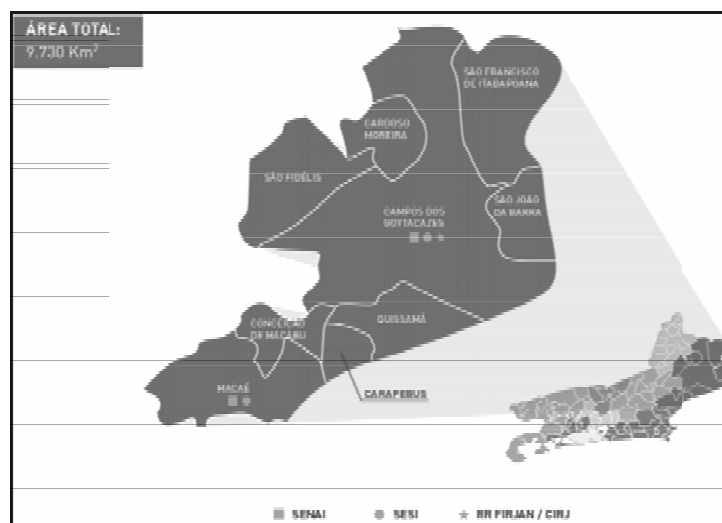 ÁREA TOTAL:
9.730 Km²
SÃO FRANCISCO
DE ITABAPOANA
CARDOSO
MOREIRA
SÃO FIDÉLIS
SÃO JOÃO
DA BARRA
CAMPOS DOS
GOYTACAZES
CONCEIÇÃO
DE MACABU
QUISSAMÃ
MACAÉ
CARAPEBUS
SENAI
SESI
RR FIRJAN / CIRJ